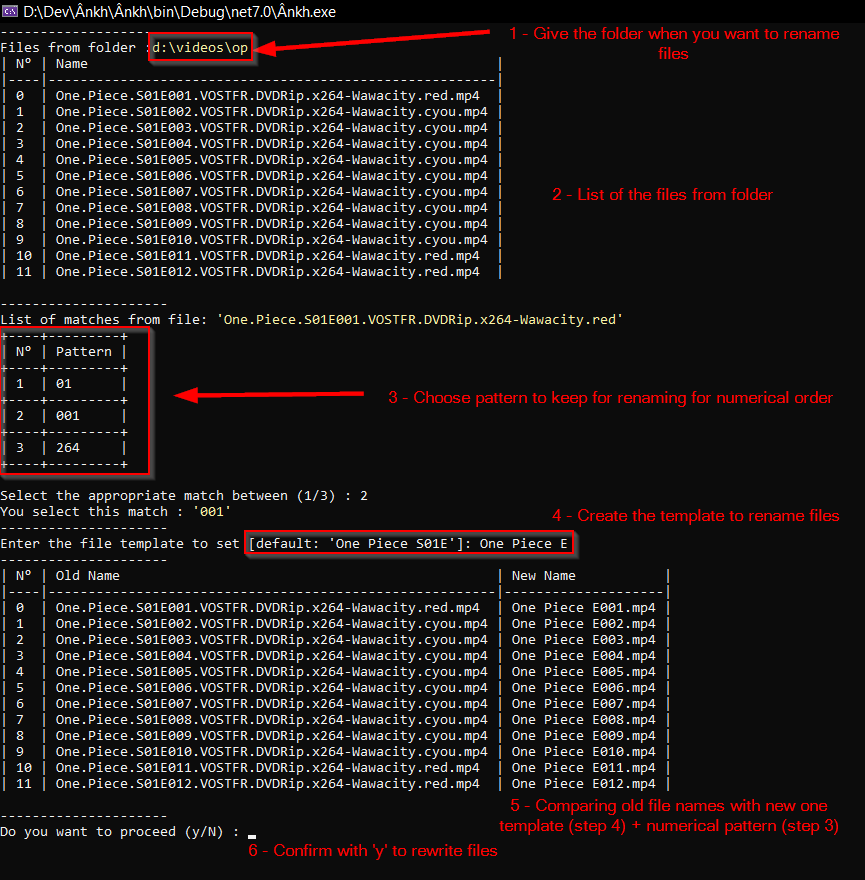 D:\Dev\Ânkh\Ânkh\bin\Debug\net7.0\Ânkh.exe
---------------------
Files from folder :d:\videos\op
1 - Give the folder when you want to rename
files
| N° | Name |
|----|--------------------------------------------------------|
| 0 | One.Piece.S01E001.VOSTFR.DVDRip.x264-Wawacity.red.mp4 |
| 1 | One.Piece.S01E002.VOSTFR.DVDRip.x264-Wawacity.cyou.mp4 |
| 2 | One.Piece.S01E003.VOSTFR.DVDRip.x264-Wawacity.cyou.mp4 |
| 3 | One.Piece.S01E004.VOSTFR.DVDRip.x264-Wawacity.cyou.mp4 |
| 4 | One.Piece.S01E005.VOSTFR.DVDRip.x264-Wawacity.cyou.mp4 |
| 5 | One.Piece.S01E006.VOSTFR.DVDRip.x264-Wawacity.cyou.mp4 |
| 6 | One.Piece.S01E007.VOSTFR.DVDRip.x264-Wawacity.cyou.mp4 |
2 - List of the files from folder
| 7 | One.Piece.S01E008.VOSTFR.DVDRip.x264-Wawacity.cyou.mp4 |
| 8 | One.Piece.S01E009.VOSTFR.DVDRip.x264-Wawacity.cyou.mp4 |
| 9 | One.Piece.S01E010.VOSTFR.DVDRip.x264-Wawacity.cyou.mp4 |
| 10 | One.Piece.S01E011.VOSTFR.DVDRip.x264-Wawacity.red.mp4 |
| 11 | One.Piece.S01E012.VOSTFR.DVDRip.x264-Wawacity.red.mp4 |
---------------------
List of matches from file: 'One.Piece.S01E001.VOSTFR.DVDRip.x264-Wawacity.red'
+----+---------+
| N° | Pattern |
+----+---------+
| 1 | 01 |
+----+---------+
3 - Choose pattern to keep for renaming for numerical order
| 2 | 001 |
+----+---------+
| 3 | 264 |
+----+---------+
Select the appropriate match between (1/3) : 2
You select this match : '001'
4 - Create the template to rename files
---------------------
Enter the file template to set [default: 'One Piece S01E']: One Piece E
---------------------
| N° | Old Name | New Name |
|----|--------------------------------------------------------|--------------------|
| 0 | One.Piece.S01E001.VOSTFR.DVDRip.x264-Wawacity.red.mp4 | One Piece E001.mp4 |
| 1 | One.Piece.S01E002.VOSTFR.DVDRip.x264-Wawacity.cyou.mp4 | One Piece E002.mp4 |
| 2 | One.Piece.S01E003.VOSTFR.DVDRip.x264-Wawacity.cyou.mp4 | One Piece E003.mp4 |
| 3 | One.Piece.S01E004.VOSTFR.DVDRip.x264-Wawacity.cyou.mp4 | One Piece E004.mp4 |
| 4 | One.Piece.S01E005.VOSTFR.DVDRip.x264-Wawacity.cyou.mp4 | One Piece E005.mp4 |
| 5 | One.Piece.S01E006.VOSTFR.DVDRip.x264-Wawacity.cyou.mp4 | One Piece E006.mp4 |
| 6 | One.Piece.S01E007.VOSTFR.DVDRip.x264-Wawacity.cyou.mp4 | One Piece E007.mp4 |
| 7 | One.Piece.S01E008.VOSTFR.DVDRip.x264-Wawacity.cyou.mp4 | One Piece E008.mp4 |
| 8 | One.Piece.S01E009.VOSTFR.DVDRip.x264-Wawacity.cyou.mp4 | One Piece E009.mp4 |
| 9 | One.Piece.S01E010.VOSTFR.DVDRip.x264-Wawacity.cyou.mp4 | One Piece E010.mp4 |
| 10 | One.Piece.S01E011.VOSTFR.DVDRip.x264-Wawacity.red.mp4 | One Piece E011.mp4 |
| 11 | One.Piece.S01E012.VOSTFR.DVDRip.x264-Wawacity.red.mp4 | One Piece E012.mp4 |
5 - Comparing old file names with new one
template (step 4) + numerical pattern (step 3)
---------------------
Do you want to proceed (y/N) :
6 - Confirm with 'y' to rewrite files